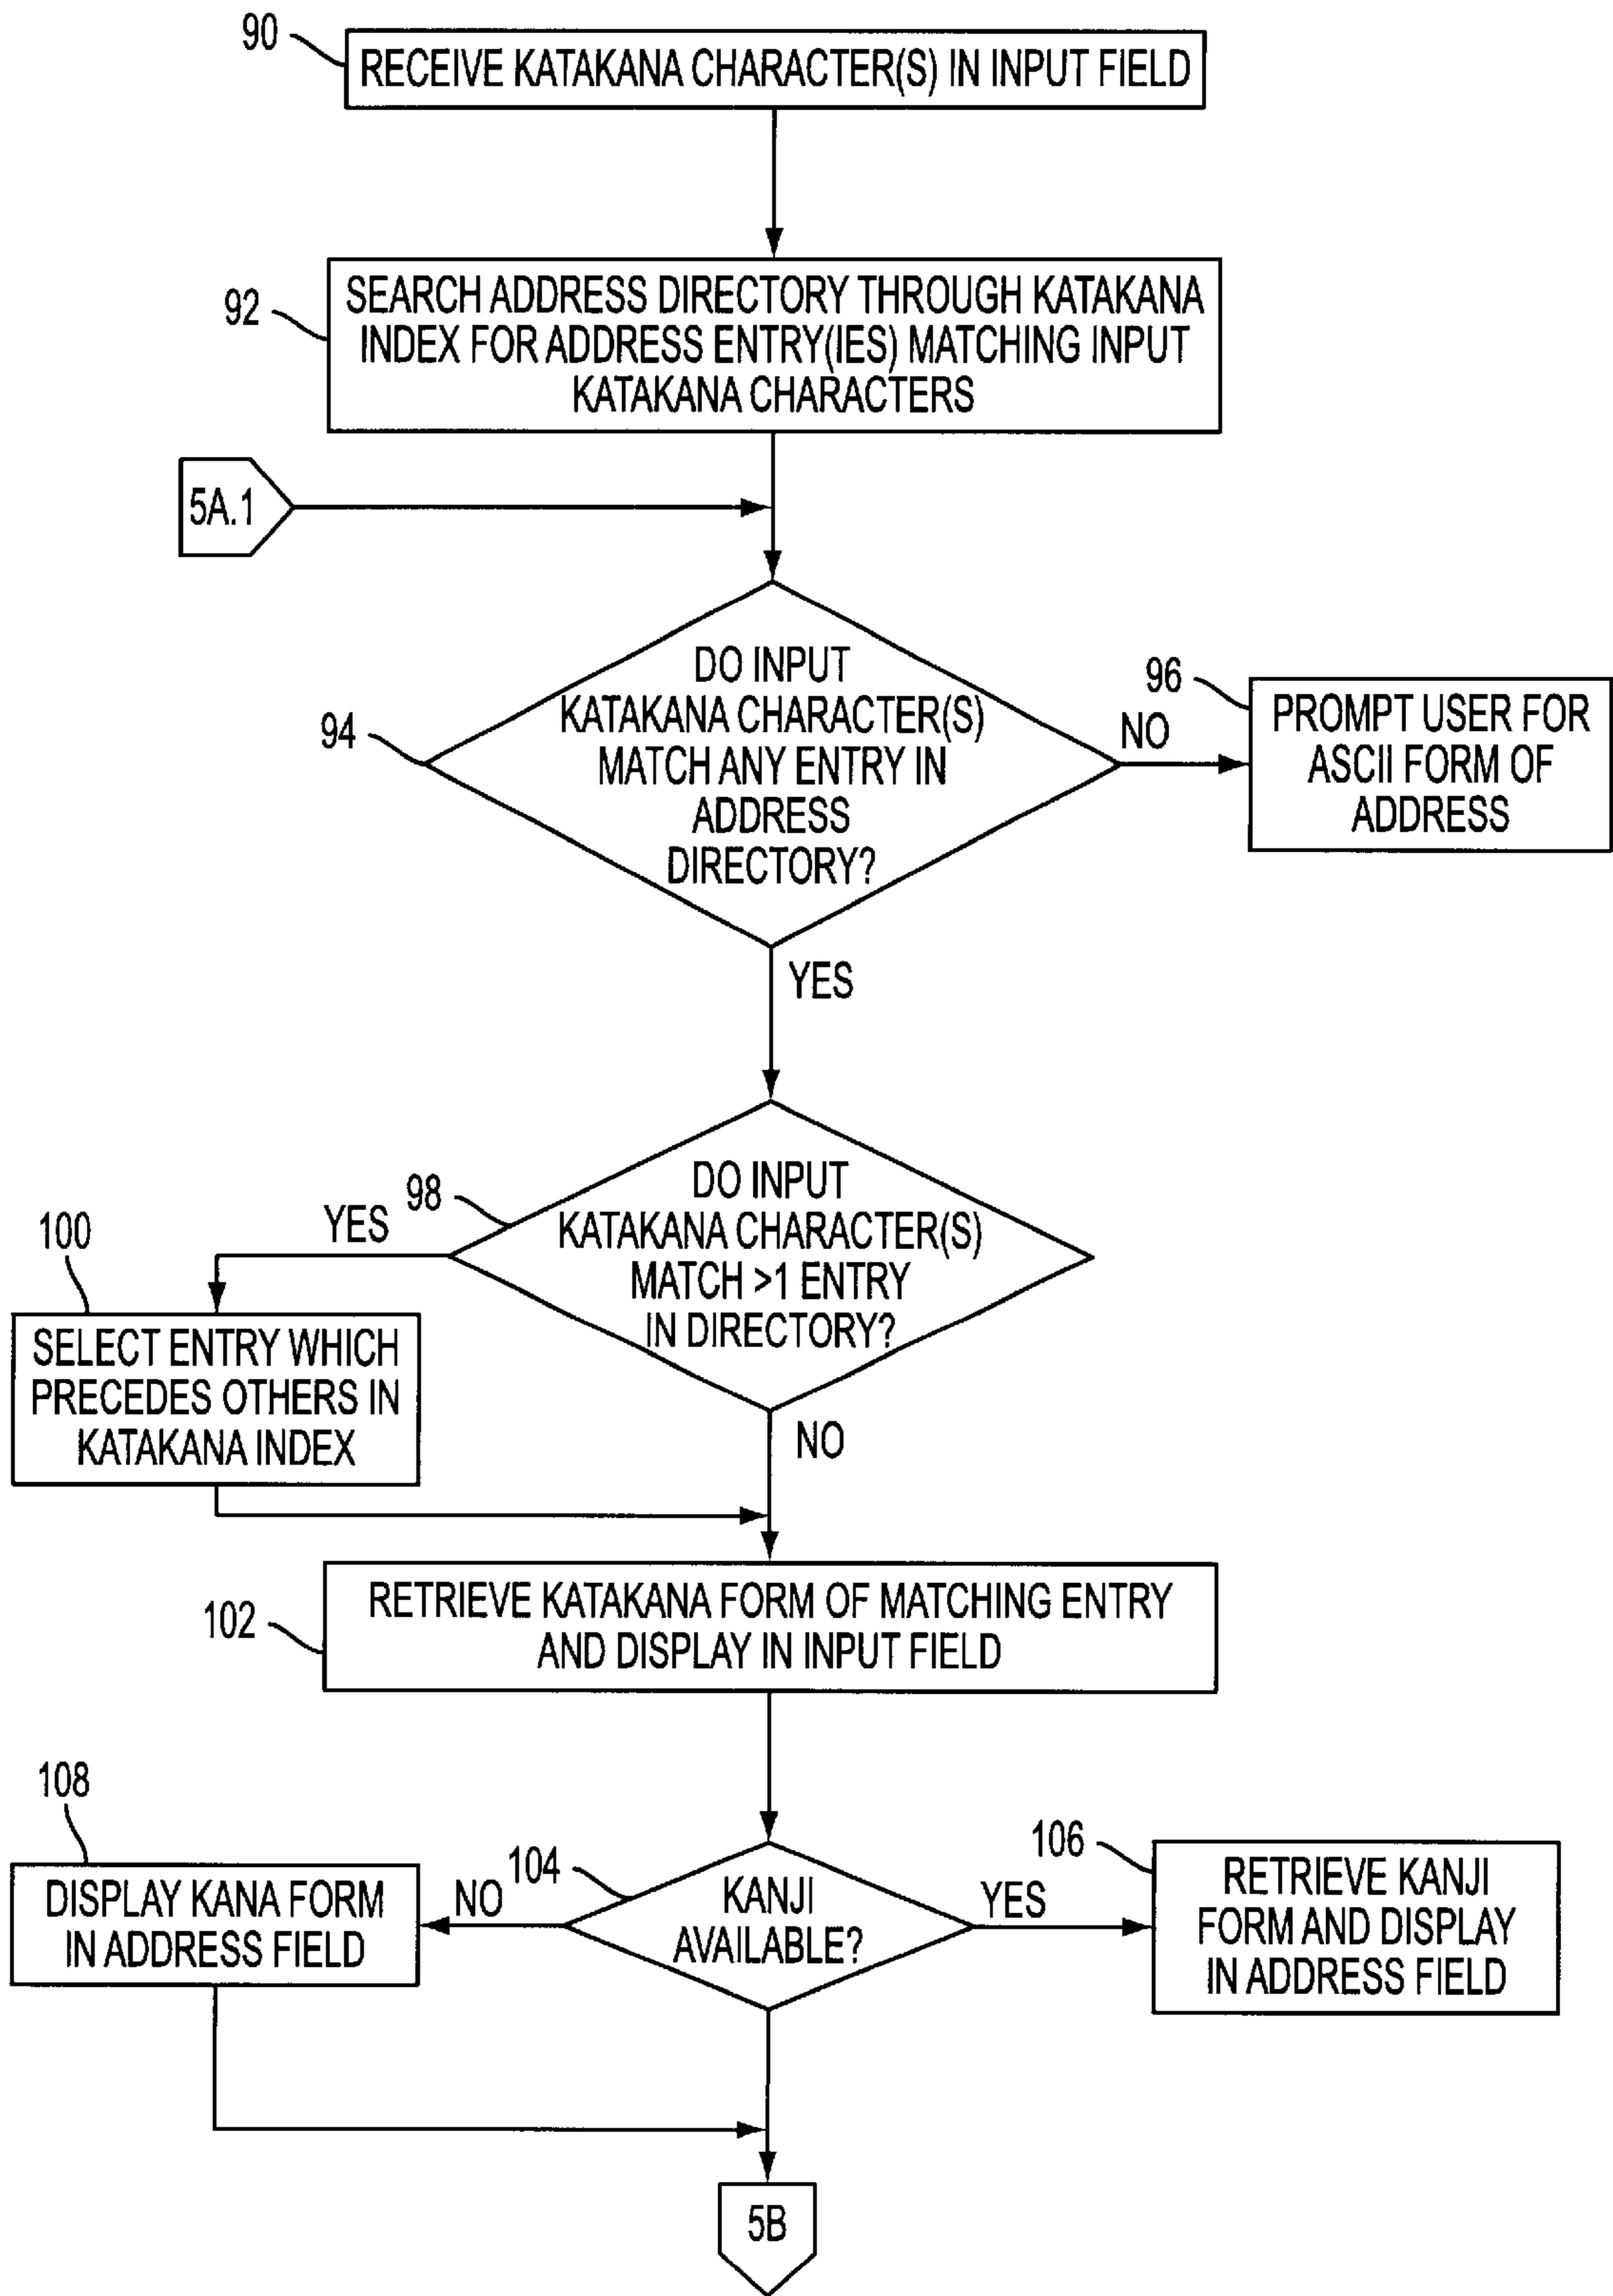 90
RECEIVE KATAKANA CHARACTER(S) IN INPUT FIELD
92
SEARCH ADDRESS DIRECTORY THROUGH KATAKANA
INDEX FOR ADDRESS ENTRY(IES) MATCHING INPUT
KATAKANA CHARACTERS
5A.1
94
DO INPUT
KATAKANA CHARACTER(S)
MATCH ANY ENTRY IN
ADDRESS
DIRECTORY?
NO
96
PROMPT USER FOR
ASCII FORM OF
ADDRESS
YES
98
DO INPUT
KATAKANA CHARACTER(S)
MATCH >1 ENTRY
IN DIRECTORY?
YES
100
SELECT ENTRY WHICH
PRECEDES OTHERS IN
KATAKANA INDEX
NO
102
RETRIEVE KATAKANA FORM OF MATCHING ENTRY
AND DISPLAY IN INPUT FIELD
108
DISPLAY KANA FORM
IN ADDRESS FIELD
NO
104
KANJI
AVAILABLE?
YES
106
RETRIEVE KANJI
FORM AND DISPLAY
IN ADDRESS FIELD
5B